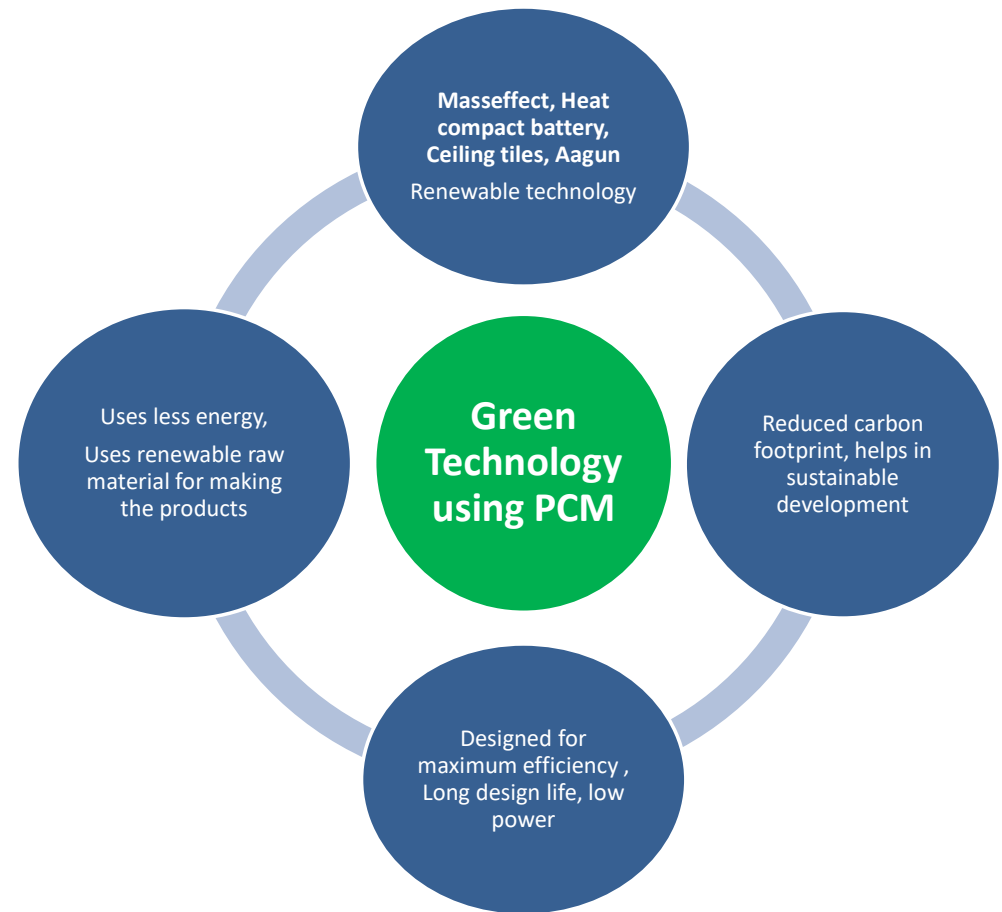 Masseffect, Heat
compact battery,
Ceiling tiles, Aagun
Renewable technology
Uses less energy,
Uses renewable raw
material for making
the products
Green
Technology
using PCM
Reduced carbon
footprint, helps in
sustainable
development
Designed for
maximum efficiency ,
Long design life, low
power